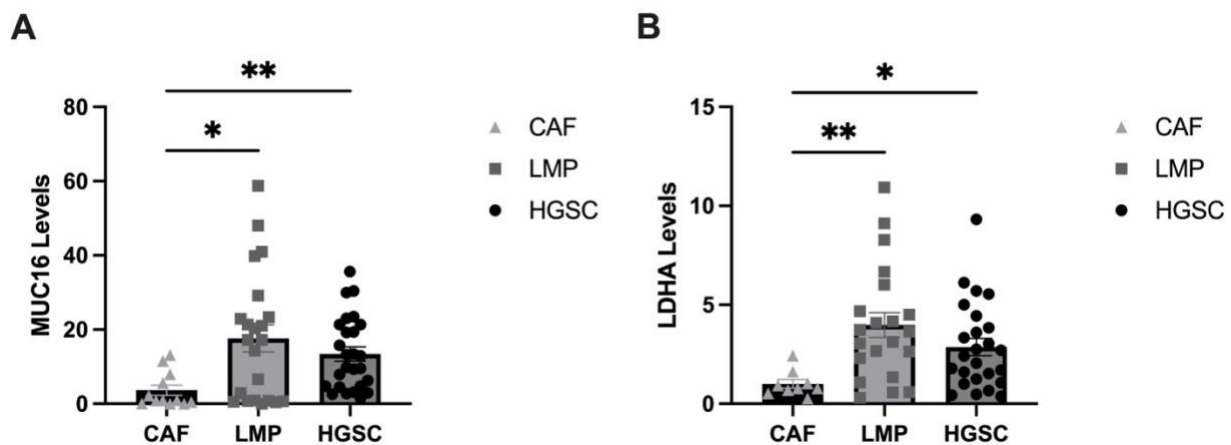 A
**
*
80
60
40
20
0
MUC16 Levels
CAF
LMP
HGSC
CAF
LMP
HGSC
B
*
**
15
10
5
0
LDHA Levels
CAF
LMP
HGSC
CAF
LMP
HGSC